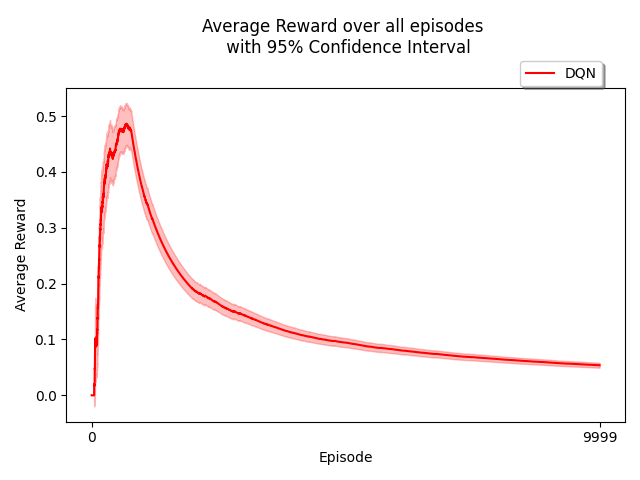 Average Reward over all episodes
with 95% Confidence Interval
DQN
0.5
0.4
0.3
0.2
0.1
0.0
Average Reward
0
9999
Episode